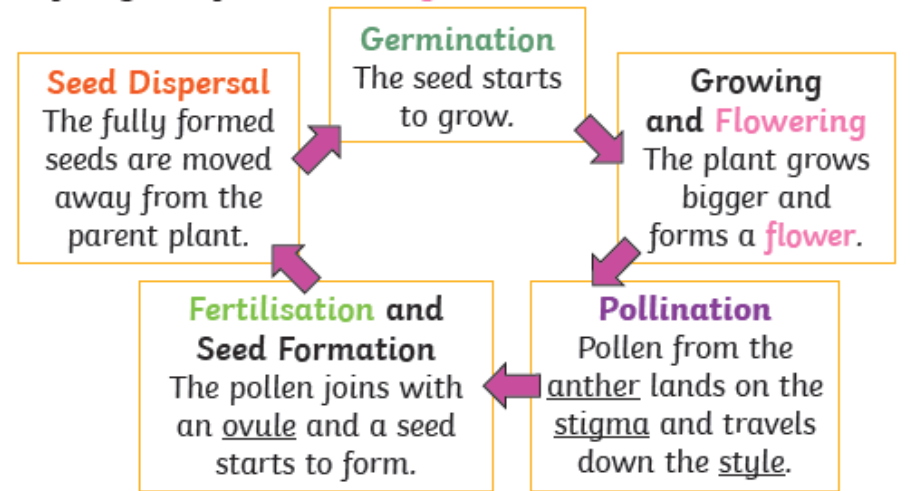 Germination
The seed starts
to grow.
Growing
and Flowering
The plant grows
bigger and
forms a flower.
Pollination
Pollen from the
anther lands on the
stigma and travels
down the style.
Fertilisation and
Seed Formation
The pollen joins with
an ovule and a seed
starts to form.
Seed Dispersal
The fully formed
seeds are moved
away from the
parent plant.